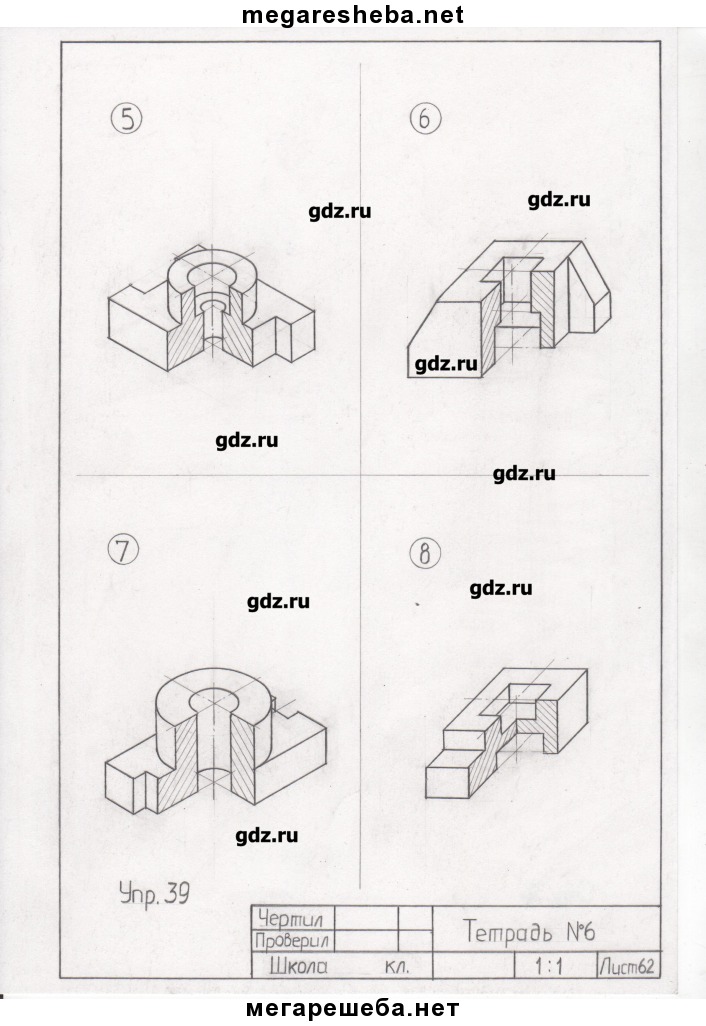 megaresheba.net
5
6
gdz.ru
gdz.ru
gdz.ru
gdz.ru
gdz.ru
7
8
gdz.ru
gdz.ru
gdz.ru
Упр. 39
Чертил
Проверил
Тетрадь №6
Школа кл.
1:1
Лист62
мегарешеба.нет